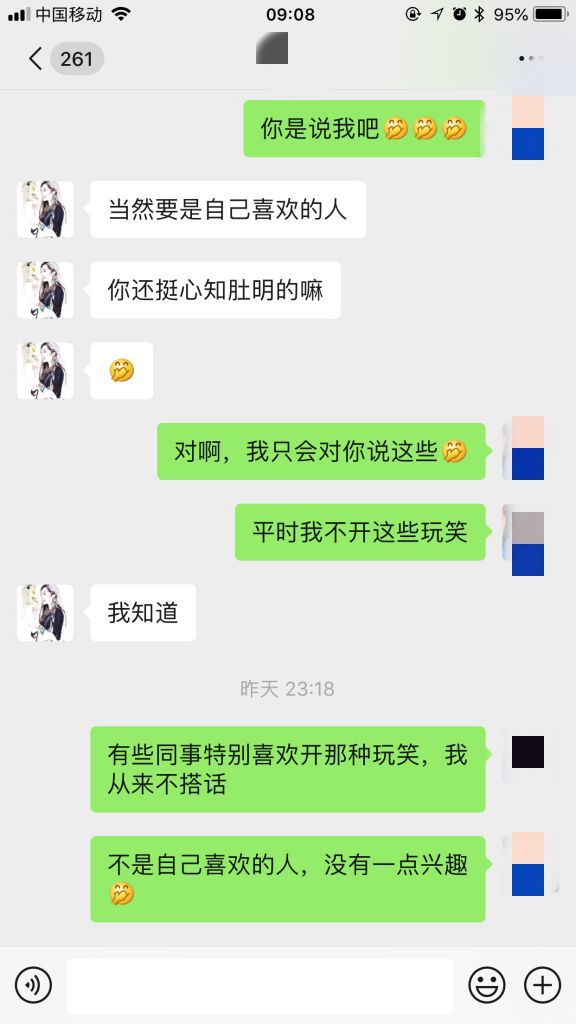 中国移动 09:08 95%
261
你是说我吧🤭🤭🤭
当然要是自己喜欢的人
你还挺心知肚明的嘛
🤭
对啊，我只会对你说这些🤭
平时我不开这些玩笑
我知道
昨天 23:18
有些同事特别喜欢开那种玩笑，我
从来不搭话
不是自己喜欢的人，没有一点兴趣
🤭